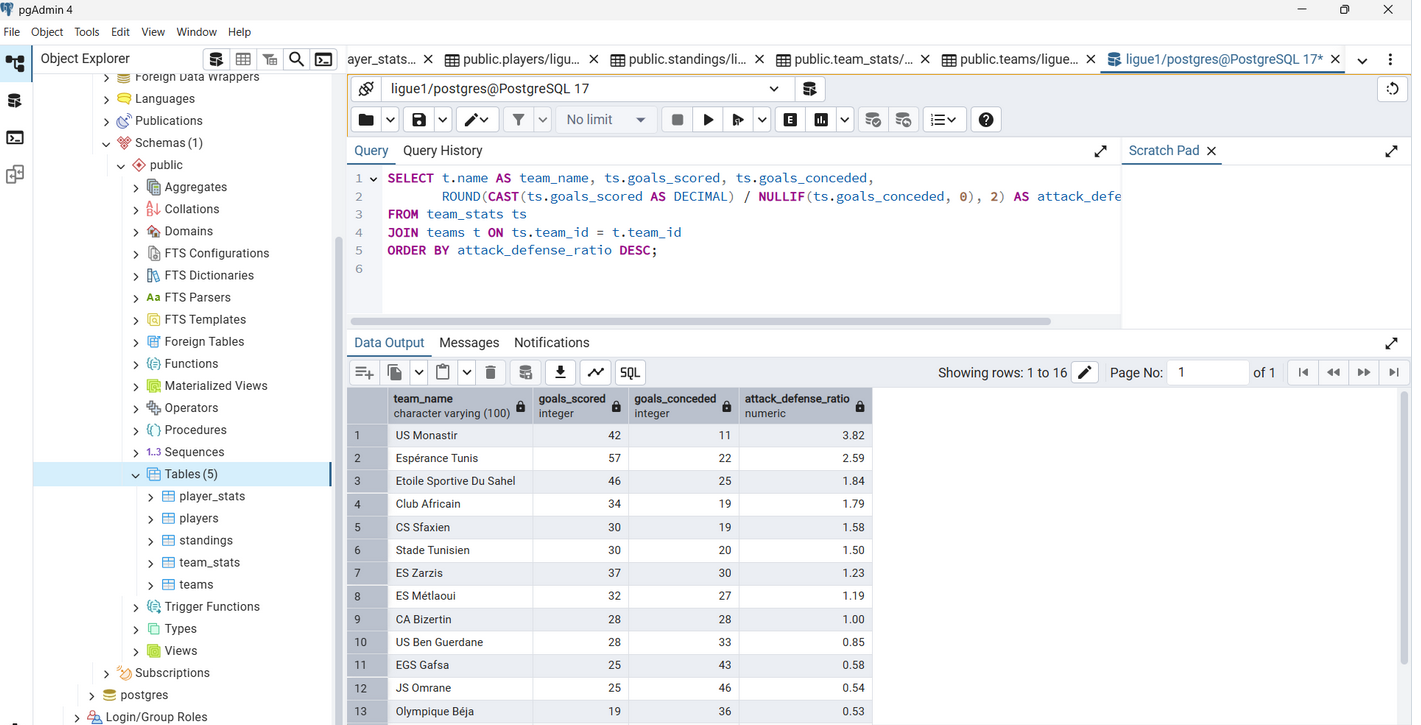 pgAdmin 4
File Object Tools Edit View Window Help
Object Explorer
Foreign Data Wrappers
Languages
Publications
Schemas (1)
public
Aggregates
Collations
Domains
FTS Configurations
FTS Dictionaries
Aa FTS Parsers
FTS Templates
Foreign Tables
Functions
Materialized Views
Operators
Procedures
1..3 Sequences
Tables (5)
player_stats
players
standings
team_stats
teams
Trigger Functions
Types
Views
Subscriptions
postgres
Login/Group Roles
ayer_stats... public.players/ligu... public.standings/li... public.team_stats/... public.teams/ligue... ligue1/postgres@PostgreSQL 17*
ligue1/postgres@PostgreSQL 17
No limit
Query Query History
Scratch Pad
1 SELECT t.name AS team_name, ts.goals_scored, ts.goals_conceded,
2 ROUND(CAST(ts.goals_scored AS DECIMAL) / NULLIF(ts.goals_conceded, 0), 2) AS attack_defe
3 FROM team_stats ts
4 JOIN teams t ON ts.team_id = t.team_id
5 ORDER BY attack_defense_ratio DESC;
6
Data Output Messages Notifications
SQL Showing rows: 1 to 16 Page No: 1 of 1
team_name goals_scored goals_conceded attack_defense_ratio
character varying (100) integer integer numeric
1 US Monastir 42 11 3.82
2 Espérance Tunis 57 22 2.59
3 Etoile Sportive Du Sahel 46 25 1.84
4 Club Africain 34 19 1.79
5 CS Sfaxien 30 19 1.58
6 Stade Tunisien 30 20 1.50
7 ES Zarzis 37 30 1.23
8 ES Métlaoui 32 27 1.19
9 CA Bizertin 28 28 1.00
10 US Ben Guerdane 28 33 0.85
11 EGS Gafsa 25 43 0.58
12 JS Omrane 25 46 0.54
13 Olympique Béja 19 36 0.53